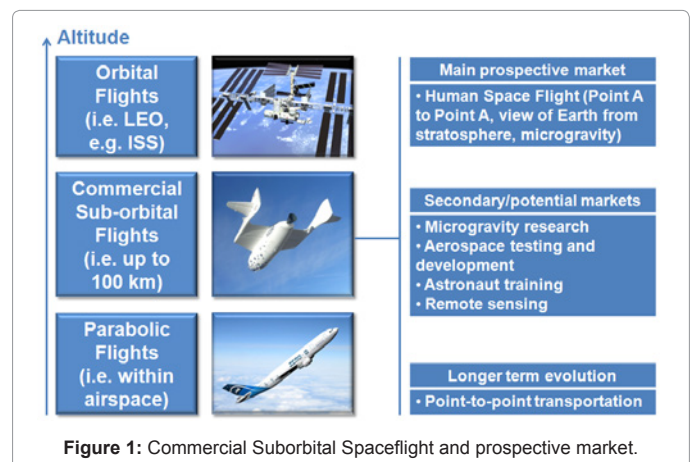 Altitude
Orbital
Flights
(i.e. LEO,
e.g. ISS)
Commercial
Sub-orbital
Flights
(i.e. up to
100 km)
Parabolic
Flights
(i.e. within
airspace)
Main prospective market
• Human Space Flight (Point A
to Point A, view of Earth from
stratosphere, microgravity)
Secondary/potential markets
• Microgravity research
• Aerospace testing and
development
• Astronaut training
• Remote sensing
Longer term evolution
• Point-to-point transportation
Figure 1: Commercial Suborbital Spaceflight and prospective market.